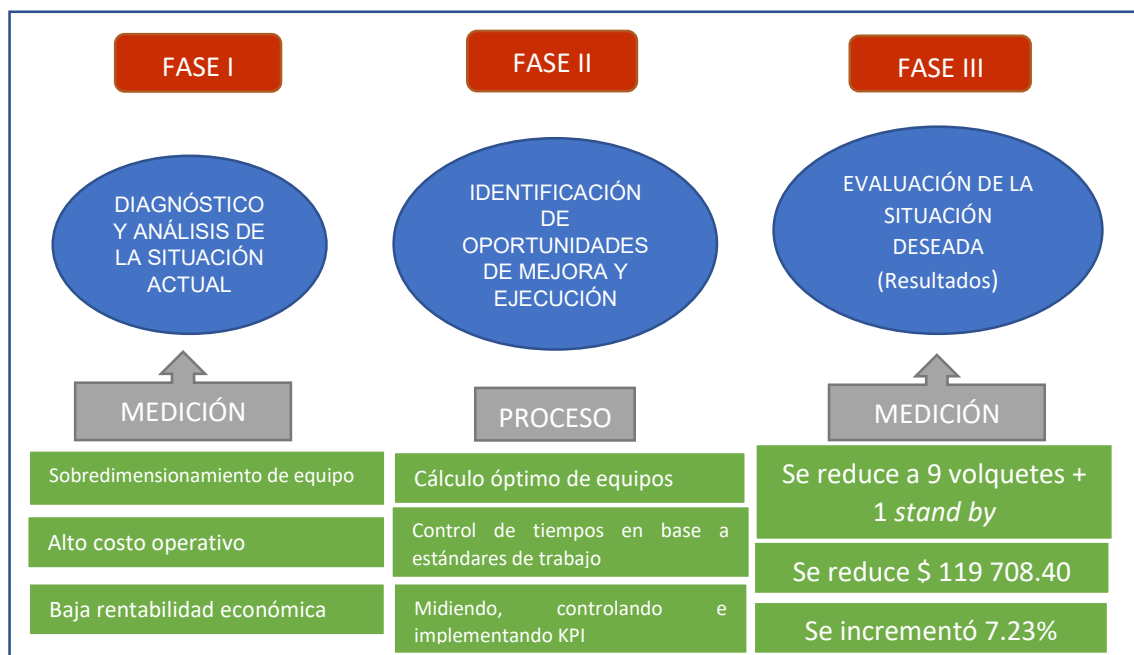 FASE I
DIAGNÓSTICO
Y ANÁLISIS DE
LA SITUACIÓN
ACTUAL
MEDICIÓN
Sobredimensionamiento de equipo
Alto costo operativo
Baja rentabilidad económica
FASE II
IDENTIFICACIÓN
DE
OPORTUNIDADES
DE MEJORA Y
EJECUCIÓN
PROCESO
Cálculo óptimo de equipos
Control de tiempos en base a
estándares de trabajo
Midiendo, controlando e
implementando KPI
FASE III
EVALUACIÓN DE LA
SITUACIÓN
DESEADA
(Resultados)
MEDICIÓN
Se reduce a 9 volquetes +
1 stand by
Se reduce $ 119 708.40
Se incrementó 7.23%